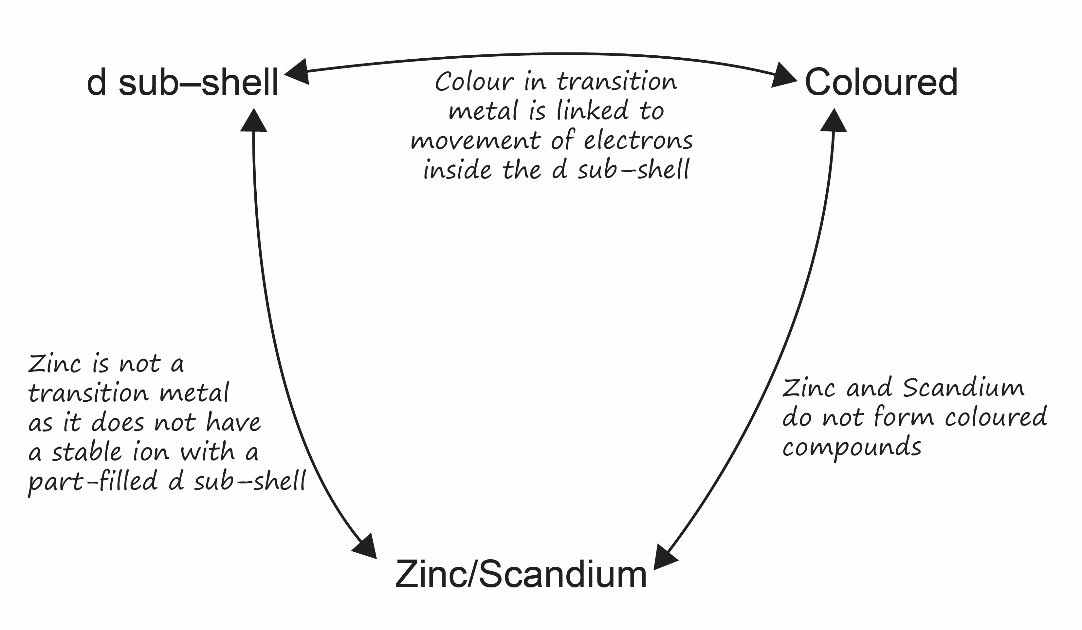 d sub–shell
Coloured
Colour in transition
metal is linked to
movement of electrons
inside the d sub–shell
Zinc is not a
transition metal
as it does not have
a stable ion with a
part-filled d sub–shell
Zinc and Scandium
do not form coloured
compounds
Zinc/Scandium